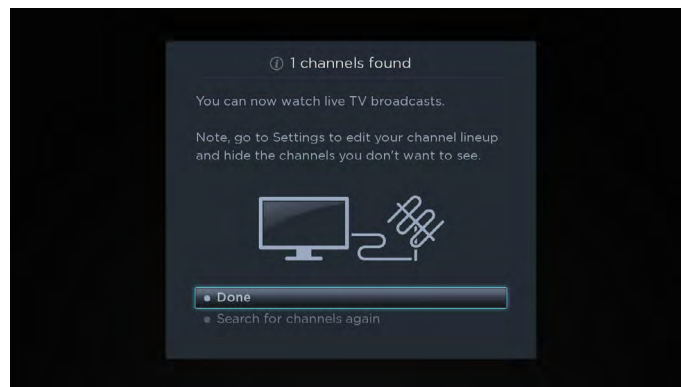 1 channels found
You can now watch live TV broadcasts.
Note, go to Settings to edit your channel lineup
and hide the channels you don't want to see.
Done
Search for channels again